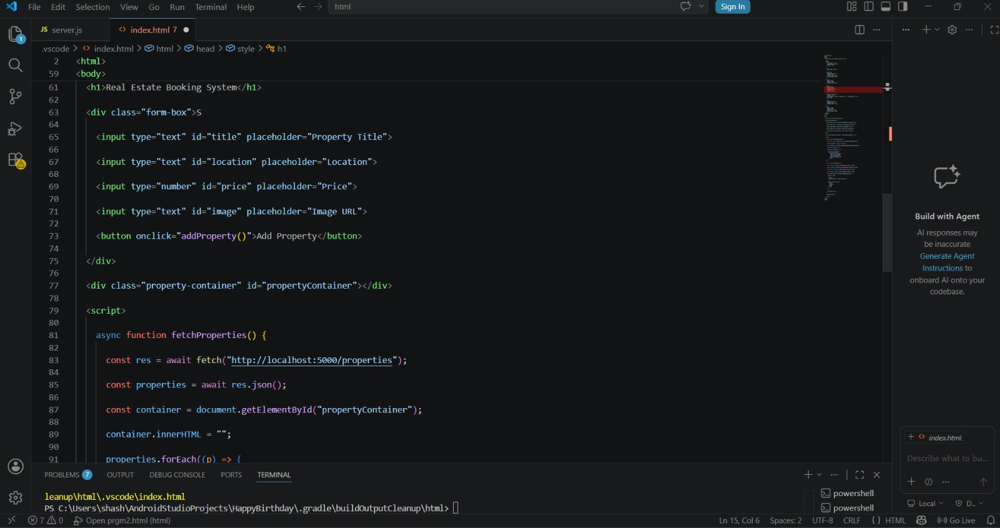 File Edit Selection View Go Run Terminal Help
html
Sign In
JS server.js
<> index.html 7
.vscode > <> index.html > html > head > style > h1
2 <html>
59 <body>
61 <h1>Real Estate Booking System</h1>
62
63 <div class="form-box">S
64
65 <input type="text" id="title" placeholder="Property Title">
66
67 <input type="text" id="location" placeholder="Location">
68
69 <input type="number" id="price" placeholder="Price">
70
71 <input type="text" id="image" placeholder="Image URL">
72
73 <button onclick="addProperty()">Add Property</button>
74
75 </div>
76
77 <div class="property-container" id="propertyContainer"></div>
78
79 <script>
80
81 async function fetchProperties() {
82
83 const res = await fetch("http://localhost:5000/properties");
84
85 const properties = await res.json();
86
87 const container = document.getElementById("propertyContainer");
88
89 container.innerHTML = "";
90
91 properties.forEach((p) => {
1
Build with Agent
AI responses may
be inaccurate
Generate Agent
Instructions to
onboard AI onto your
codebase.
+ <> index.html
Describe what to bu...
Local
D..
PROBLEMS 7 OUTPUT DEBUG CONSOLE PORTS TERMINAL
leanup\html\.vscode\index.html
PS C:\Users\shash\AndroidStudioProjects\HappyBirthday\.gradle\buildOutputCleanup\html>
powershell
powershell
7 0 Open prgm2.html (html)
Ln 15, Col 6 Spaces: 2 UTF-8 CRLF { } HTML Go Live